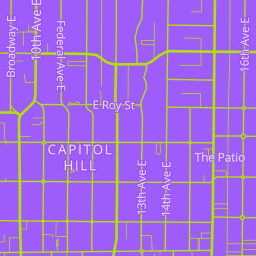 Broadway E
10th Ave E
Federal Ave E
16th Ave E
E Roy St
CAPITOL
HILL
The Patio
13th Ave E
14th Ave E